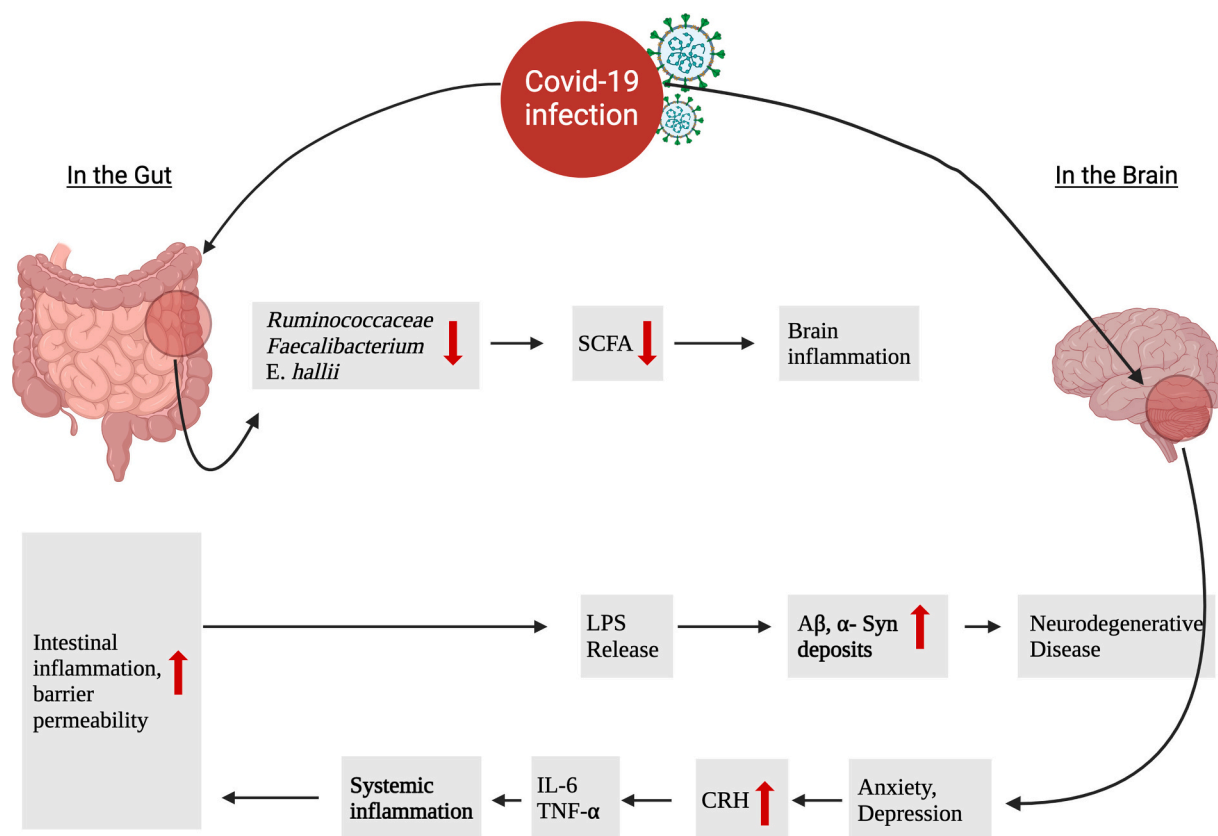 Covid-19
infection
In the Gut
In the Brain
Ruminococcaceae
Faecalibacterium
E. hallii
SCFA
Brain
inflammation
Intestinal
inflammation,
barrier
permeability
LPS
Release
Aβ, α- Syn
deposits
Neurodegenerative
Disease
Systemic
inflammation
IL-6
TNF-α
CRH
Anxiety,
Depression